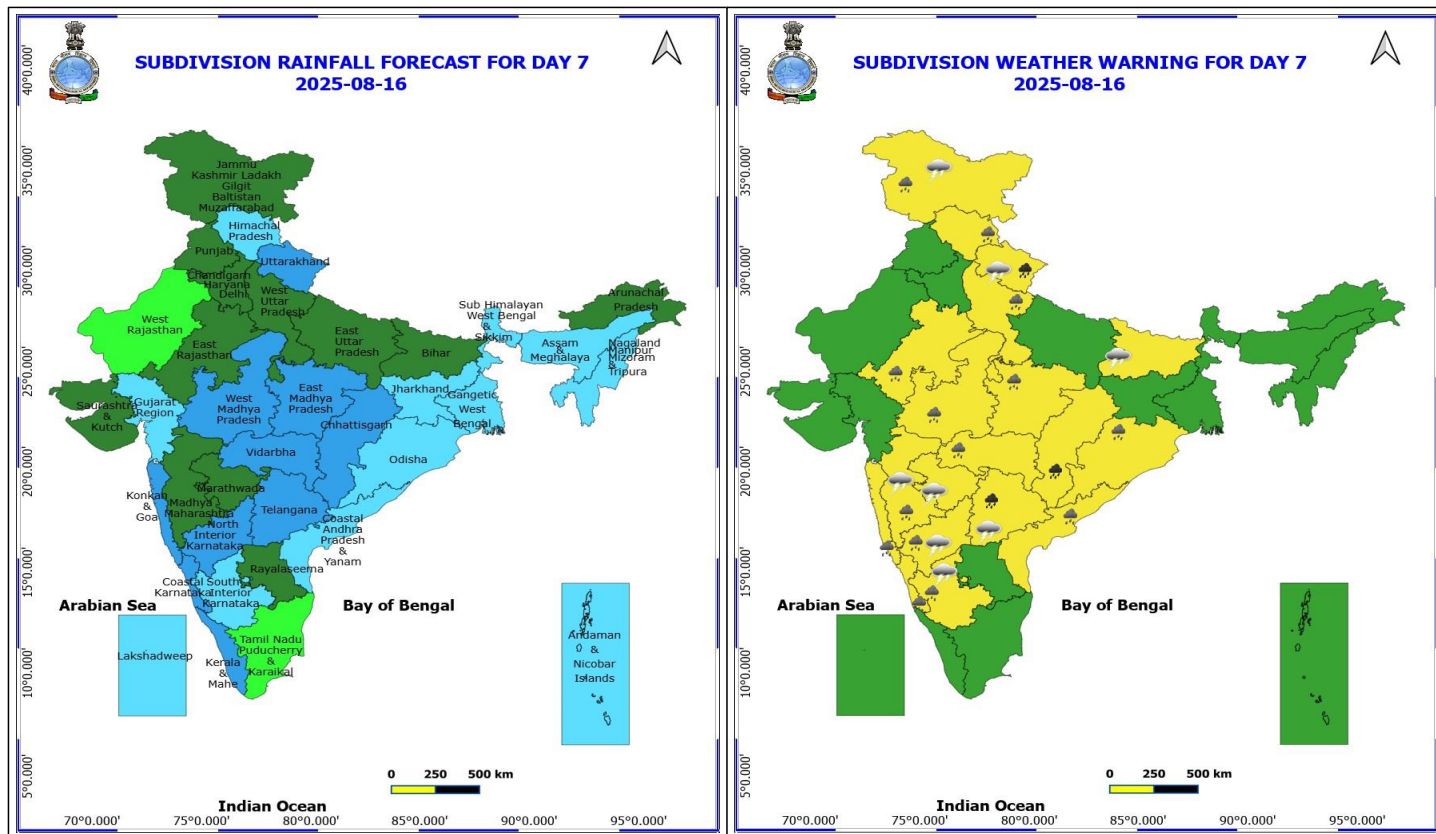 SUBDIVISION RAINFALL FORECAST FOR DAY 7
2025-08-16
40°0.000'
35°0.000'
30°0.000'
25°0.000'
20°0.000'
15°0.000'
10°0.000'
5°0.000'
Jammu
Kashmir Ladakh
Gilgit
Baltistan
Muzaffarabad
Himachal
Pradesh
Punjab
Uttarakhand
Chandigarh
Haryana
Delhi
West
Uttar
Pradesh
West
Rajasthan
East
Rajasthan
East
Uttar
Pradesh
Bihar
Sub Himalayan
West Bengal
&
Sikkim
Arunachal
Pradesh
Assam
&
Meghalaya
Nagaland
Manipur
Mizoram
&
Tripura
Saurashtra
&
Kutch
Gujarat
Region
West
Madhya
Pradesh
East
Madhya
Pradesh
Jharkhand
Gangetic
West
Bengal
Chhattisgarh
Vidarbha
Odisha
Konkan
&
Goa
Marathwada
Madhya
Maharashtra
Telangana
North
Interior
Karnataka
Coastal
Andhra
Pradesh
&
Yanam
Rayalaseema
Coastal
Karnataka
South
Interior
Karnataka
Arabian Sea
Bay of Bengal
Lakshadweep
Tamil Nadu
Puducherry
&
Karaikal
Kerala
&
Mahe
Andaman
&
Nicobar
Islands
0 250 500 km
Indian Ocean
70°0.000' 75°0.000' 80°0.000' 85°0.000' 90°0.000' 95°0.000'
SUBDIVISION WEATHER WARNING FOR DAY 7
2025-08-16
40°0.000'
35°0.000'
30°0.000'
25°0.000'
20°0.000'
15°0.000'
10°0.000'
5°0.000'
Arabian Sea
Bay of Bengal
0 250 500 km
Indian Ocean
70°0.000' 75°0.000' 80°0.000' 85°0.000' 90°0.000' 95°0.000'